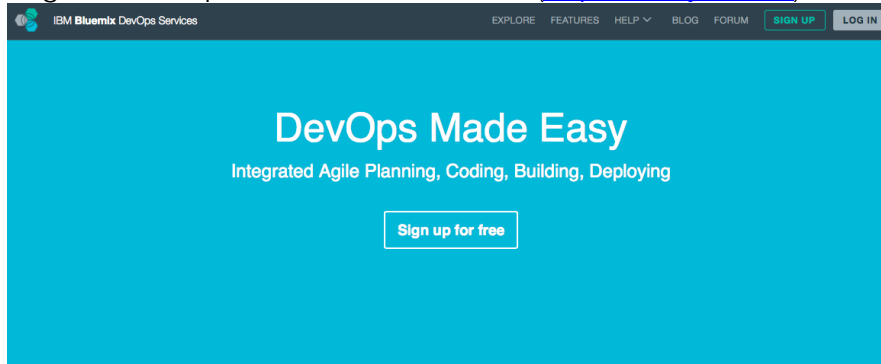 IBM Bluemix DevOps Services EXPLORE FEATURES HELP BLOG FORUM SIGN UP LOG IN
DevOps Made Easy
Integrated Agile Planning, Coding, Building, Deploying
Sign up for free